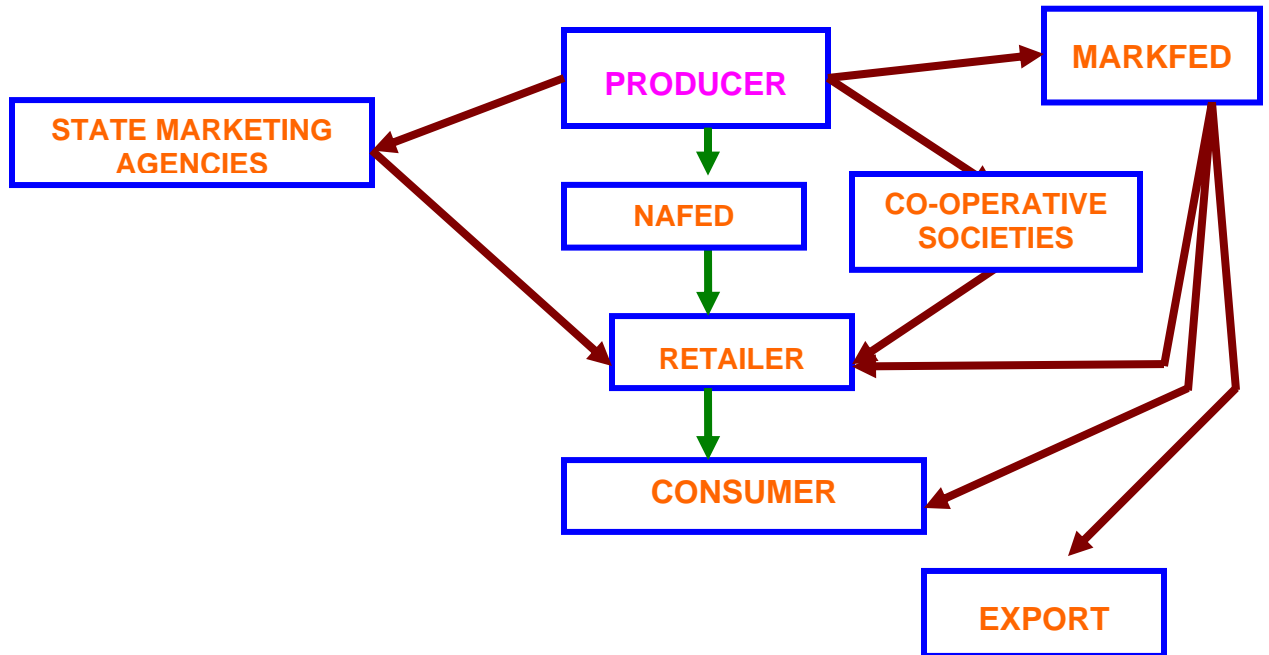 MARKFED
PRODUCER
STATE MARKETING
AGENCIES
NAFED
CO-OPERATIVE
SOCIETIES
RETAILER
CONSUMER
EXPORT